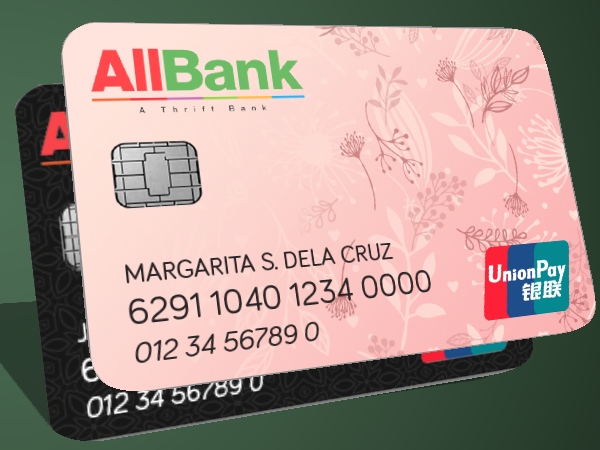 AllBank
A Thrift Bank
MARGARITA S. DELA CRUZ
6291 1040 1234 0000
012 34 56789 0
UnionPay
银联
A
J
6
012 34 56789 0